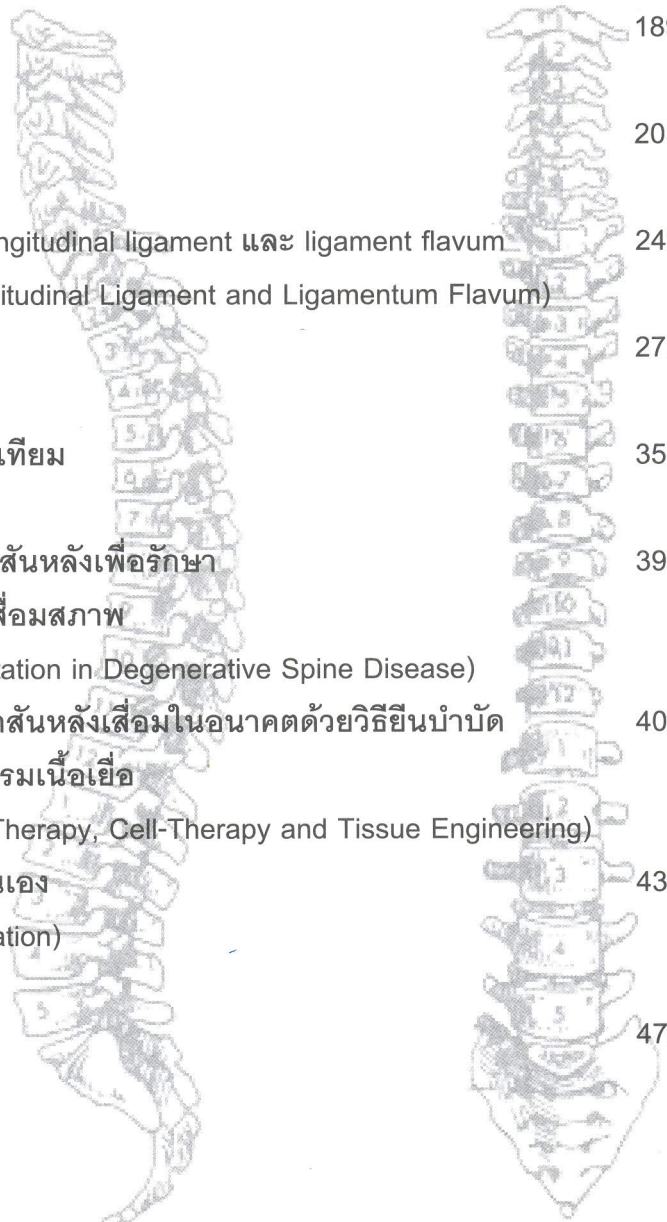 189
20
ngitudinal ligament และ ligament flavum 24
itudinal Ligament and Ligamentum Flavum)
27
เทียม 35
สันหลังเพื่อรักษา 39
สื่อมสภาพ
tation in Degenerative Spine Disease)
าสันหลังเสื่อมในอนาคตด้วยวิธียีนบำบัด 40
รมเนื้อเยื่อ
Therapy, Cell-Therapy and Tissue Engineering)
นเอง 43
ation)
47